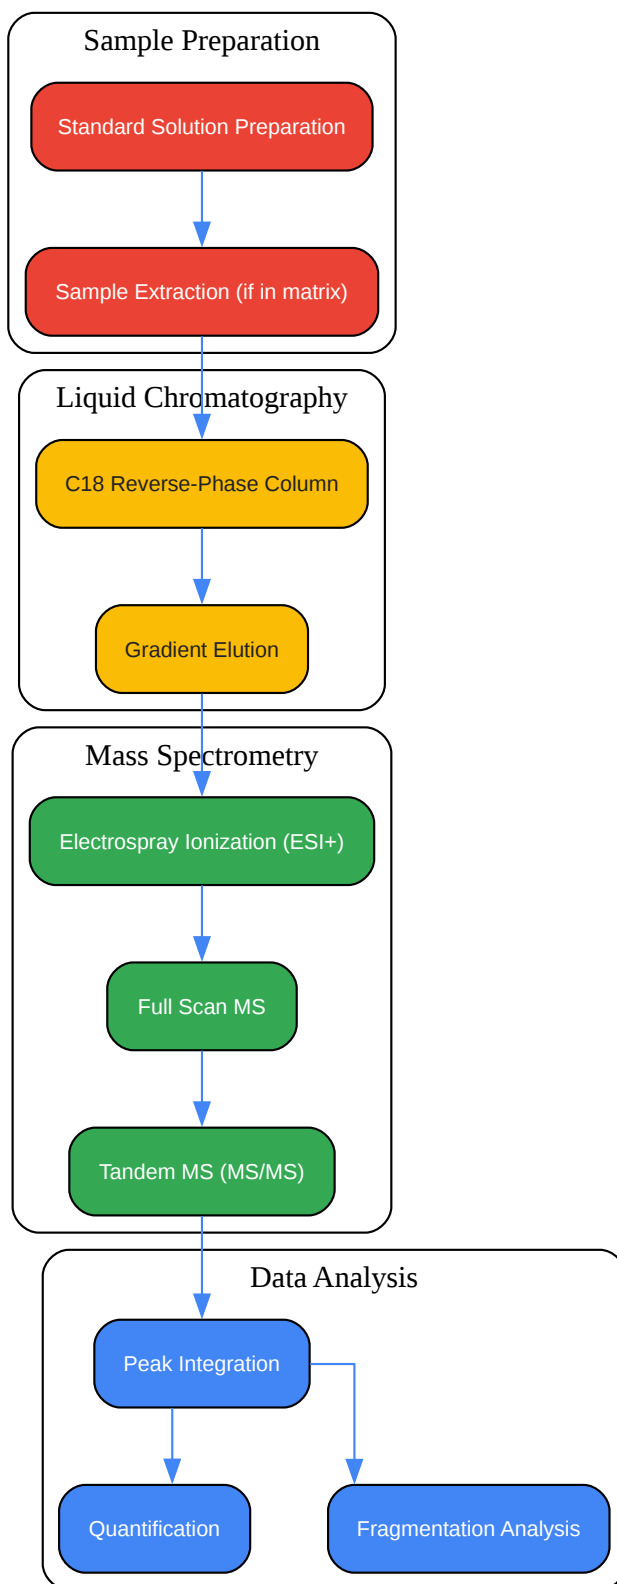 Sample Preparation
Standard Solution Preparation
Sample Extraction (if in matrix)
Liquid Chromatography
C18 Reverse-Phase Column
Gradient Elution
Mass Spectrometry
Electrospray Ionization (ESI+)
Full Scan MS
Tandem MS (MS/MS)
Data Analysis
Peak Integration
Quantification
Fragmentation Analysis